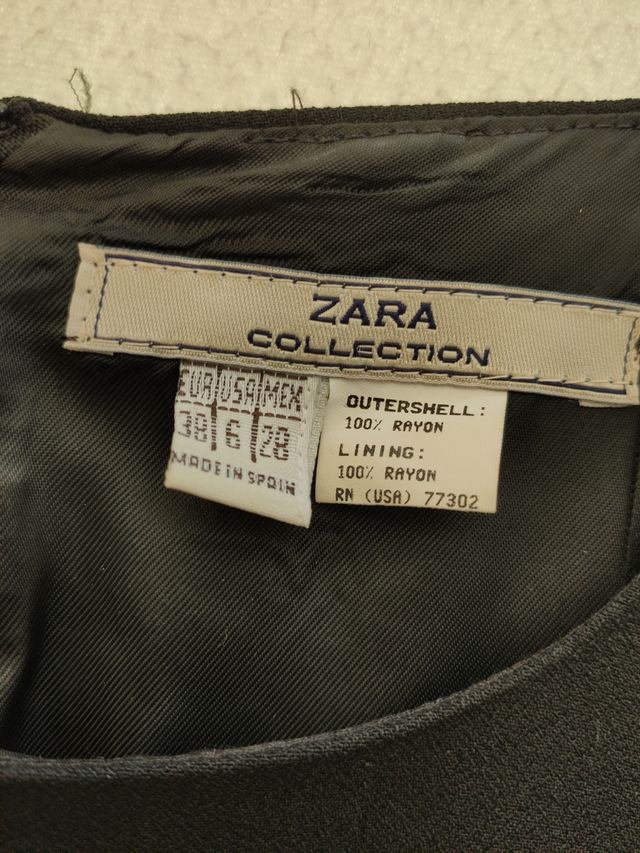 ZARA
COLLECTION
EUR USA MEX
38 6 28
MADE IN SPAIN
OUTERSHELL:
100% RAYON
LINING:
100% RAYON
RN (USA) 77302